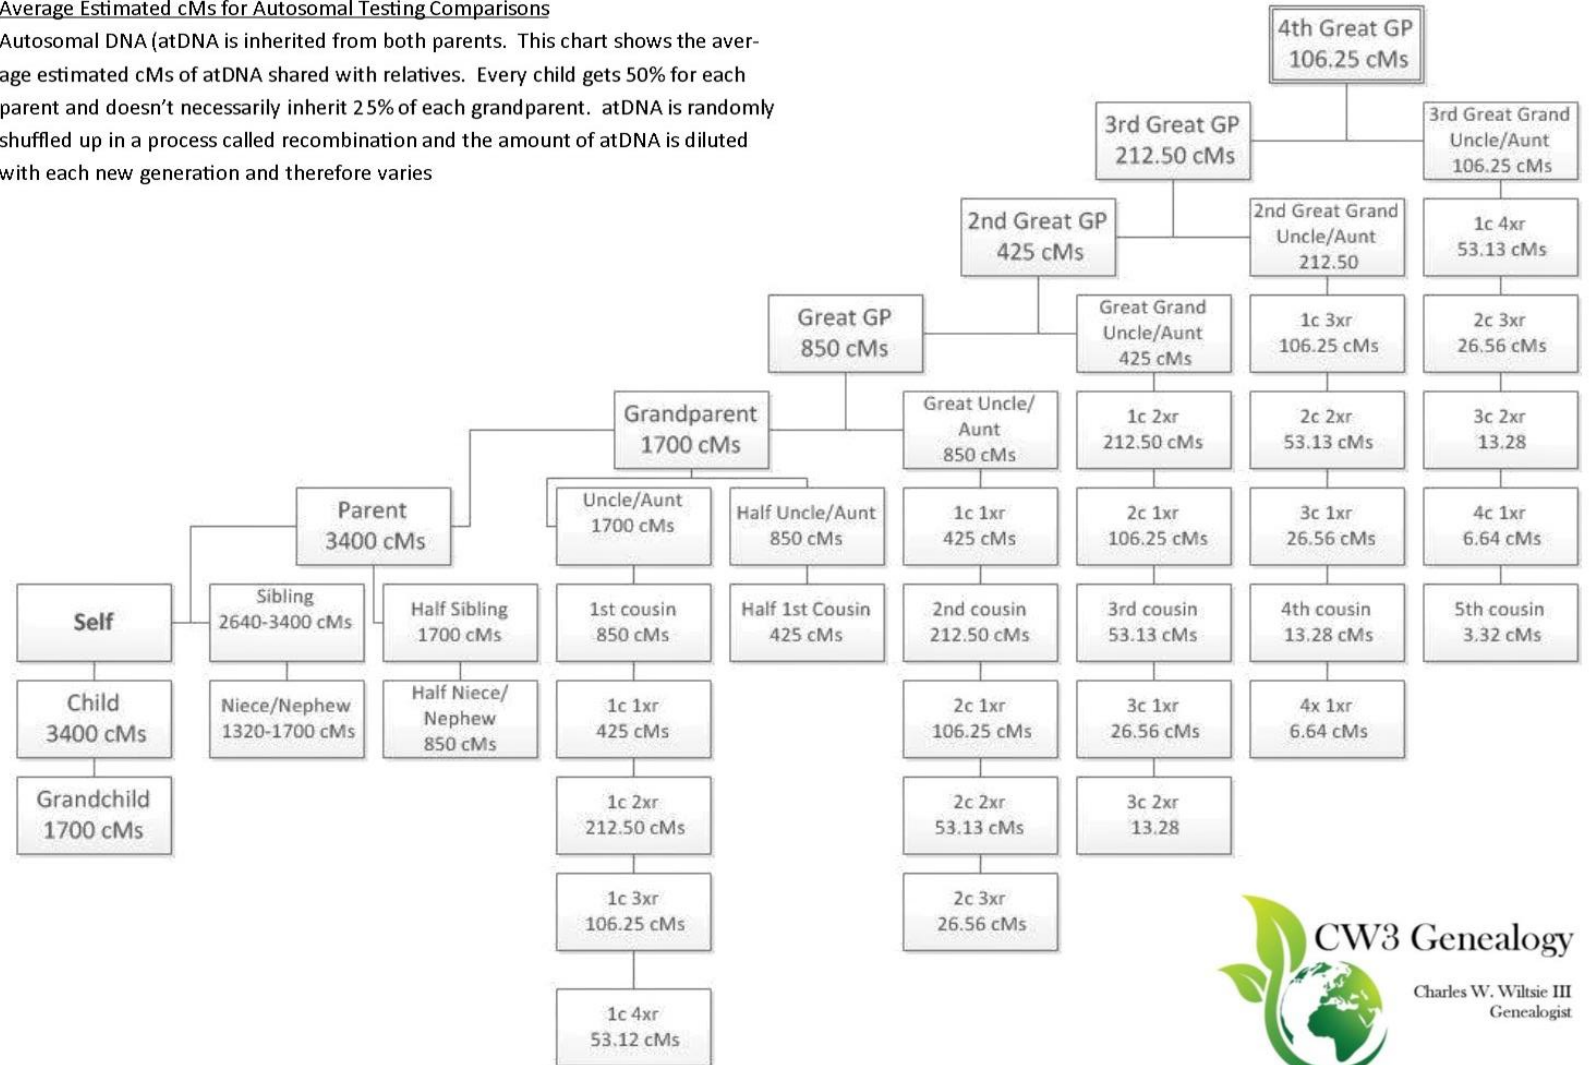 Average Estimated cMs for Autosomal Testing Comparisons
Autosomal DNA (atDNA is inherited from both parents.  This chart shows the aver-
age estimated cMs of atDNA shared with relatives.  Every child gets 50% for each
parent and doesn't necessarily inherit 25% of each grandparent.  atDNA is randomly
shuffled up in a process called recombination and the amount of atDNA is diluted
with each new generation and therefore varies
4th Great GP
106.25 cMs
3rd Great GP
212.50 cMs
3rd Great Grand
Uncle/Aunt
106.25 cMs
2nd Great GP
425 cMs
2nd Great Grand
Uncle/Aunt
212.50
1c 4xr
53.13 cMs
Great GP
850 cMs
Great Grand
Uncle/Aunt
425 cMs
1c 3xr
106.25 cMs
2c 3xr
26.56 cMs
Grandparent
1700 cMs
Great Uncle/
Aunt
850 cMs
1c 2xr
212.50 cMs
2c 2xr
53.13 cMs
3c 2xr
13.28
Parent
3400 cMs
Uncle/Aunt
1700 cMs
Half Uncle/Aunt
850 cMs
1c 1xr
425 cMs
2c 1xr
106.25 cMs
3c 1xr
26.56 cMs
4c 1xr
6.64 cMs
Self
Sibling
2640-3400 cMs
Half Sibling
1700 cMs
1st cousin
850 cMs
Half 1st Cousin
425 cMs
2nd cousin
212.50 cMs
3rd cousin
53.13 cMs
4th cousin
13.28 cMs
5th cousin
3.32 cMs
Child
3400 cMs
Niece/Nephew
1320-1700 cMs
Half Niece/
Nephew
850 cMs
1c 1xr
425 cMs
2c 1xr
106.25 cMs
3c 1xr
26.56 cMs
4x 1xr
6.64 cMs
Grandchild
1700 cMs
1c 2xr
212.50 cMs
2c 2xr
53.13 cMs
3c 2xr
13.28
1c 3xr
106.25 cMs
2c 3xr
26.56 cMs
1c 4xr
53.12 cMs
CW3 Genealogy
Charles W. Wiltsie III
Genealogist